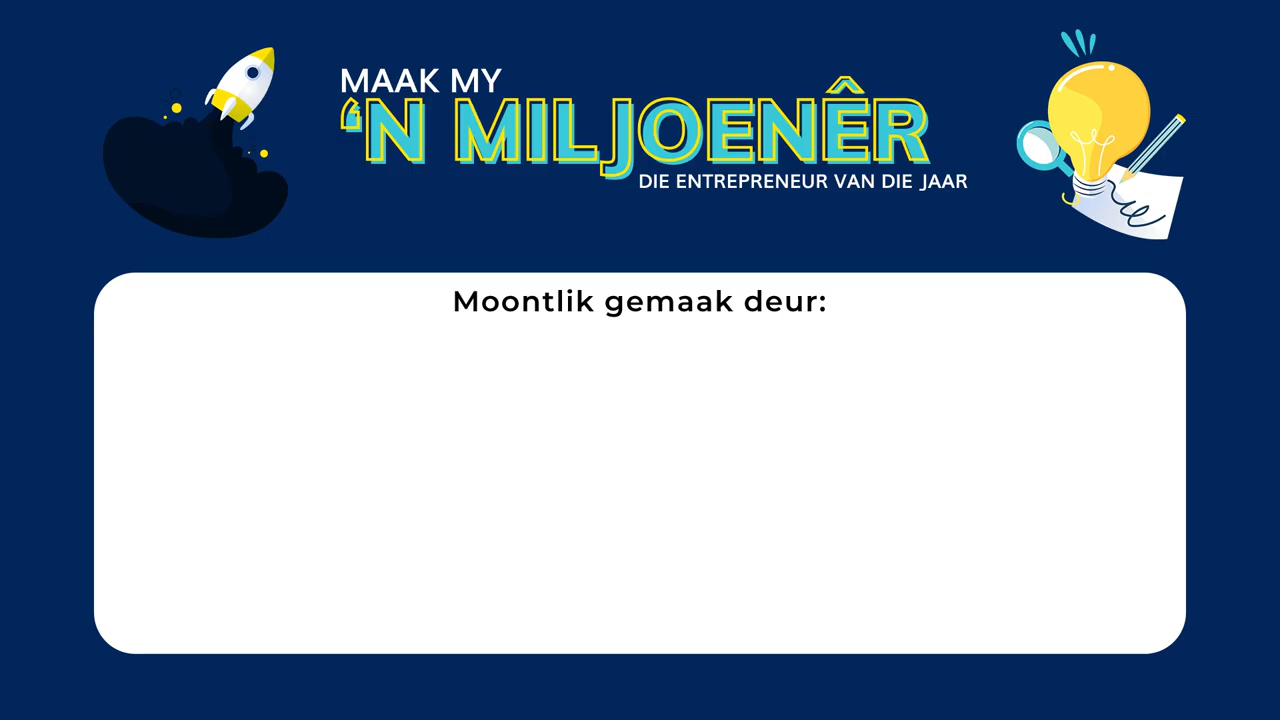 MAAK MY
‘N MILJOENÊR
DIE ENTREPRENEUR VAN DIE JAAR
Moontlik gemaak deur: